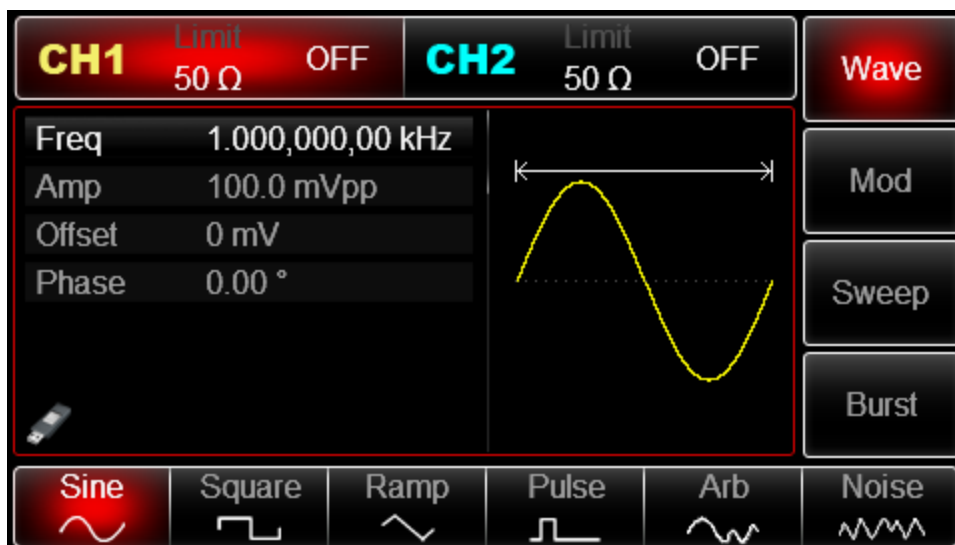 CH1 Limit 50 Ω OFF CH2 Limit 50 Ω OFF Wave
Freq 1.000,000,00 kHz
Amp 100.0 mVpp
Offset 0 mV
Phase 0.00 °
Mod
Sweep
Burst
Sine Square Ramp Pulse Arb Noise